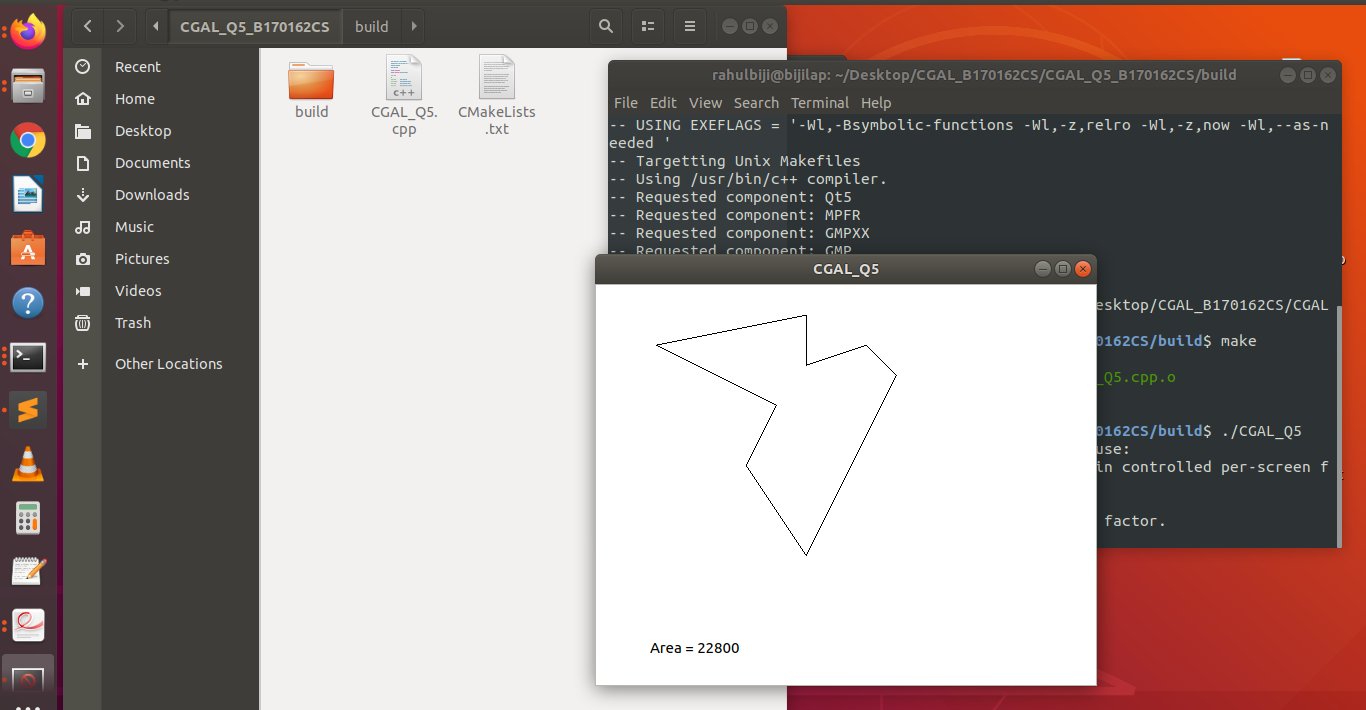 CGAL_Q5_B170162CS
build
Recent
Home
Desktop
Documents
Downloads
Music
Pictures
Videos
Trash
Other Locations
build
CGAL_Q5.
cpp
c++
CMakeLists
.txt
rahulbiji@bijilap: ~/Desktop/CGAL_B170162CS/CGAL_Q5_B170162CS/build
File Edit View Search Terminal Help
-- USING EXEFLAGS = '-Wl,-Bsymbolic-functions -Wl,-z,relro -Wl,-z,now -Wl,--as-n
eeded '
-- Targetting Unix Makefiles
-- Using /usr/bin/c++ compiler.
-- Requested component: Qt5
-- Requested component: MPFR
-- Requested component: GMPXX
-- Requested component: GMP
esktop/CGAL_B170162CS/CGAL
0162CS/build$ make
_Q5.cpp.o
0162CS/build$ ./CGAL_Q5
use:
in controlled per-screen f
factor.
CGAL_Q5
Area = 22800